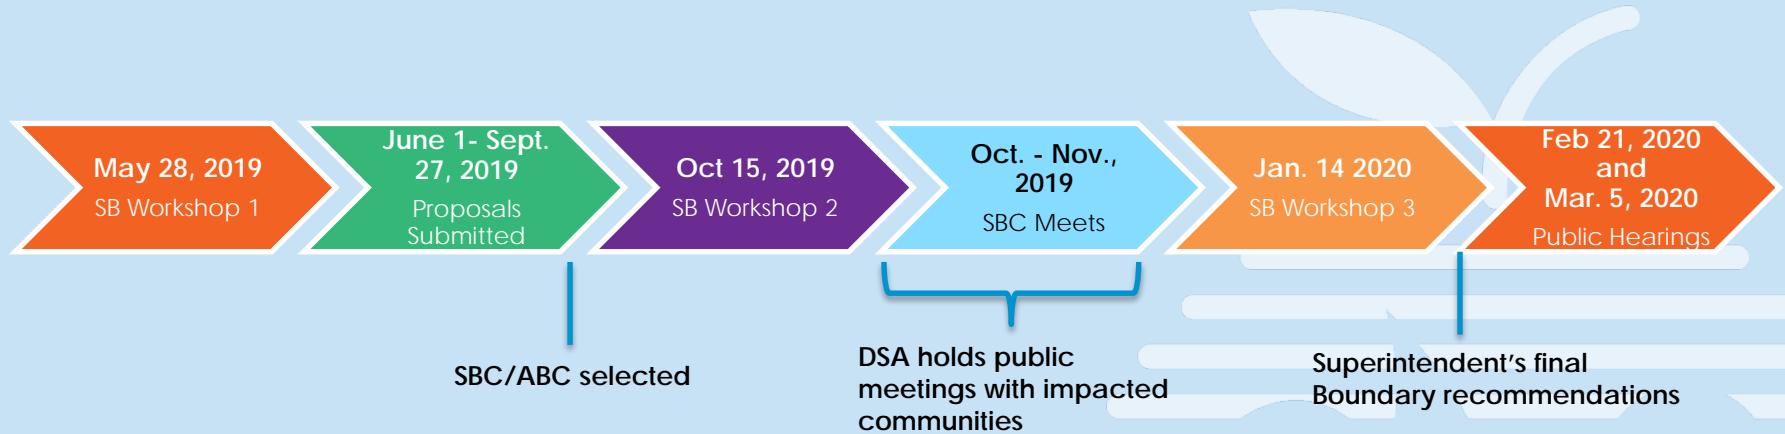 May 28, 2019
SB Workshop 1
June 1- Sept.
27, 2019
Proposals
Submitted
Oct 15, 2019
SB Workshop 2
Oct. - Nov.,
2019
SBC Meets
Jan. 14 2020
SB Workshop 3
Feb 21, 2020
and
Mar. 5, 2020
Public Hearings
SBC/ABC selected
DSA holds public
meetings with impacted
communities
Superintendent's final
Boundary recommendations